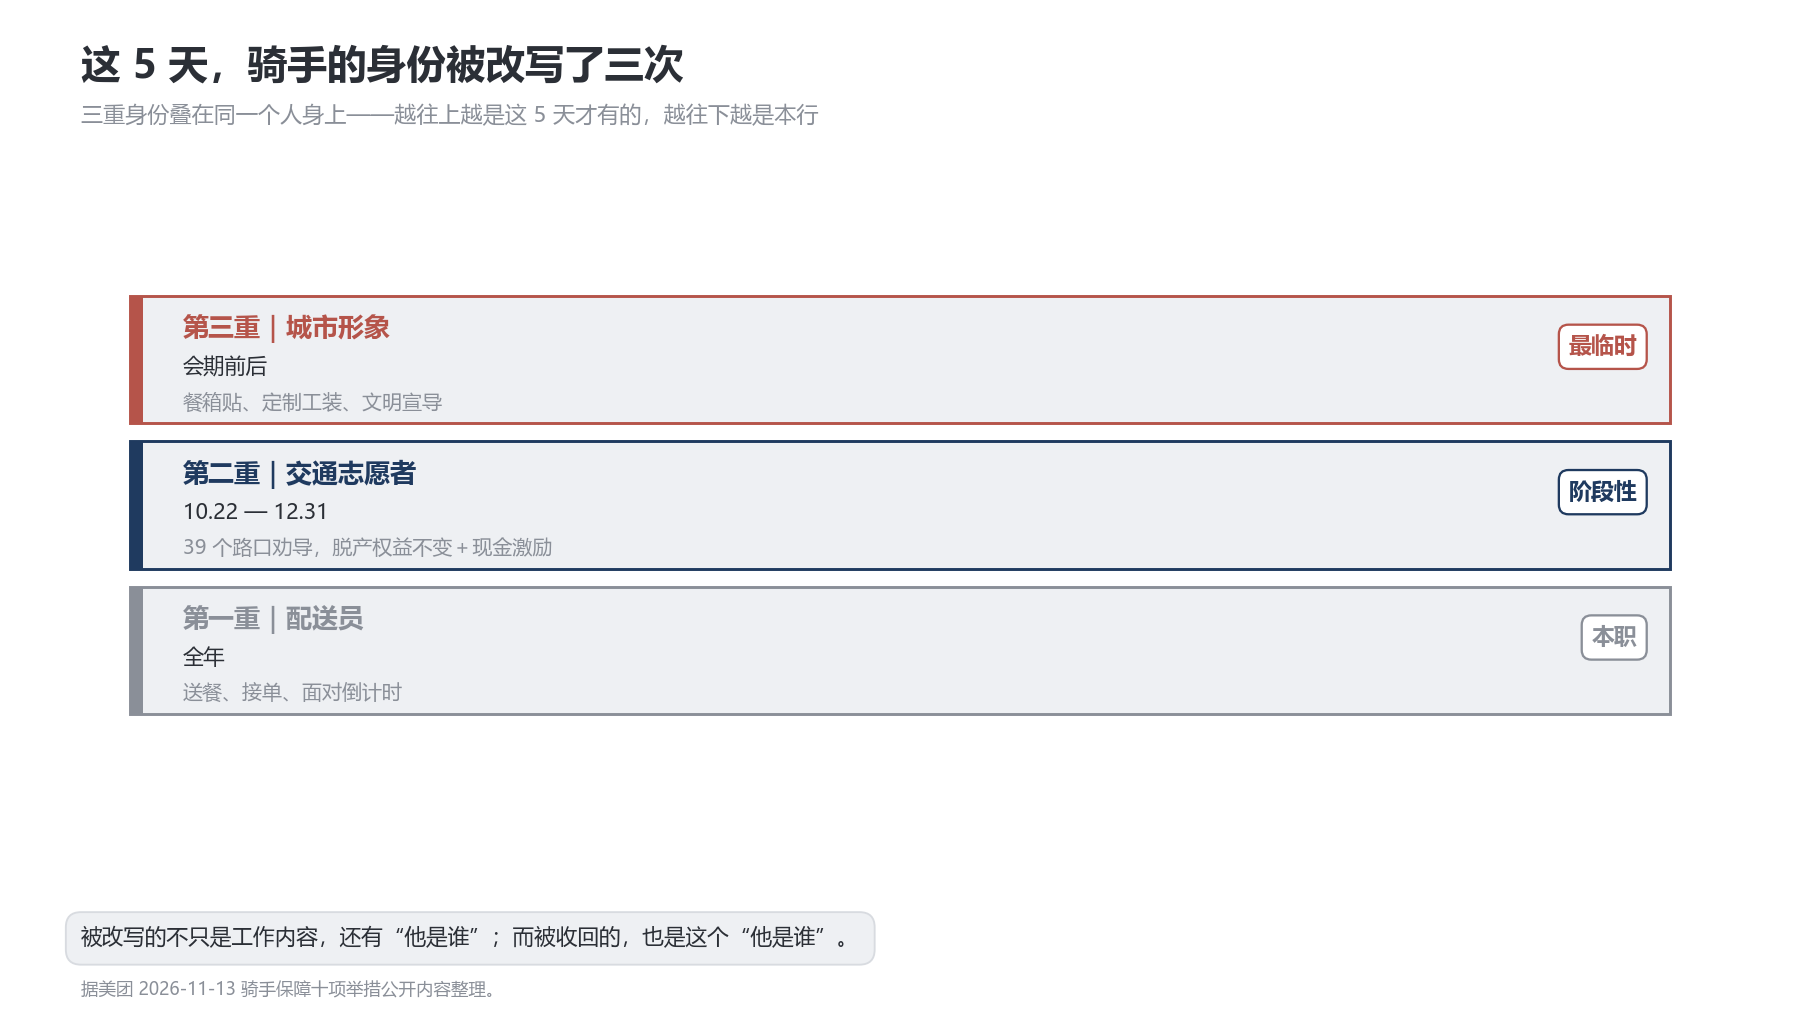 这 5 天，骑手的身份被改写了三次
三重身份叠在同一个人身上——越往上越是这 5 天才有的，越往下越是本行
第三重｜城市形象
会期前后
餐箱贴、定制工装、文明宣导
最临时
第二重｜交通志愿者
10.22 — 12.31
39 个路口劝导，脱产权益不变 + 现金激励
阶段性
第一重｜配送员
全年
送餐、接单、面对倒计时
本职
被改写的不只是工作内容，还有“他是谁”；而被收回的，也是这个“他是谁”。
据美团 2026-11-13 骑手保障十项举措公开内容整理。